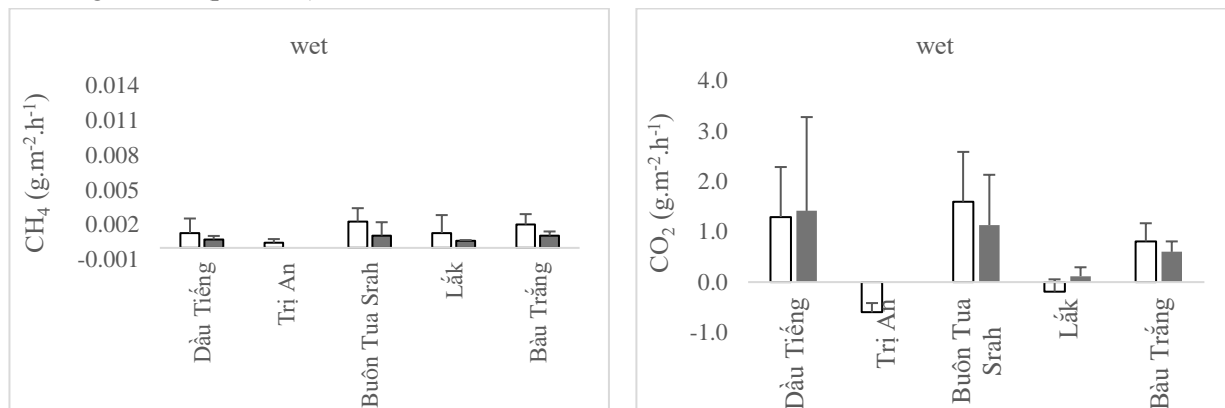 wet
CH4 (g.m-2.h-1)
0.014
0.011
0.008
0.005
0.002
-0.001
Dầu Tiếng
Trị An
Buôn Tua Srah
Lắk
Bàu Trắng
wet
CO2 (g.m-2.h-1)
4.0
3.0
2.0
1.0
0.0
-1.0
Dầu Tiếng
Trị An
Buôn Tua
Srah
Lắk
Bàu Trắng